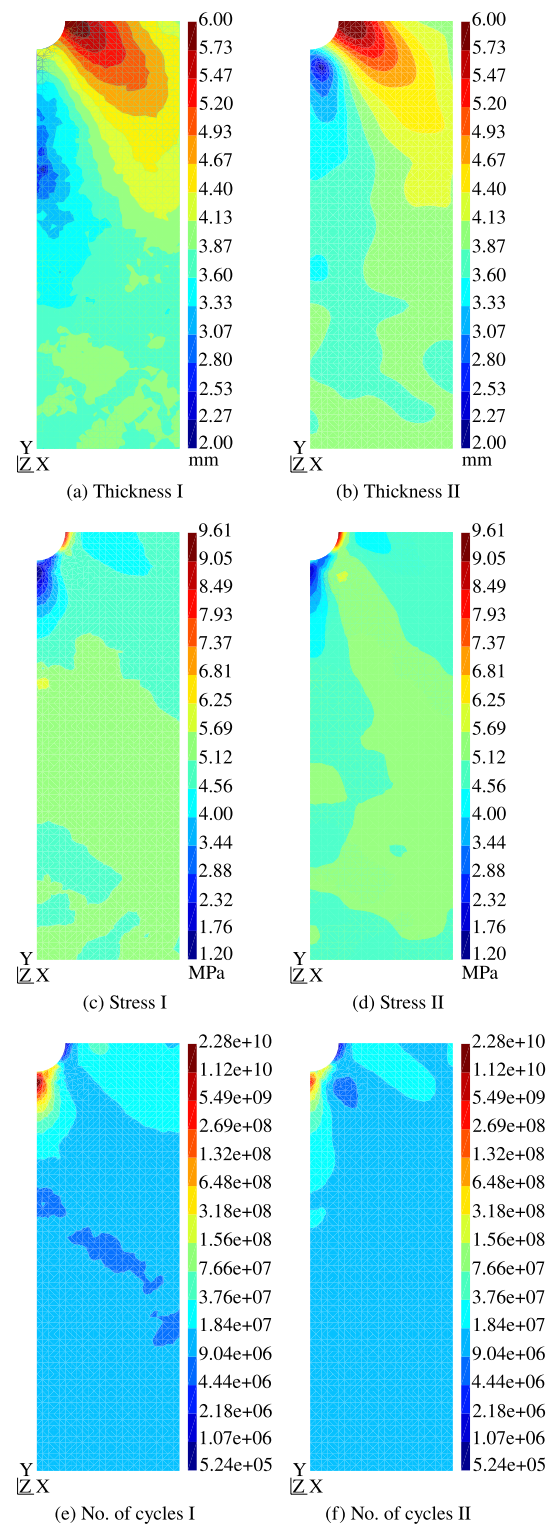 6.00
5.73
5.47
5.20
4.93
4.67
4.40
4.13
3.87
3.60
3.33
3.07
2.80
2.53
2.27
2.00
mm
Y
Z X
(a) Thickness I
6.00
5.73
5.47
5.20
4.93
4.67
4.40
4.13
3.87
3.60
3.33
3.07
2.80
2.53
2.27
2.00
mm
Y
Z X
(b) Thickness II
9.61
9.05
8.49
7.93
7.37
6.81
6.25
5.69
5.12
4.56
4.00
3.44
2.88
2.32
1.76
1.20
MPa
Y
Z X
(c) Stress I
9.61
9.05
8.49
7.93
7.37
6.81
6.25
5.69
5.12
4.56
4.00
3.44
2.88
2.32
1.76
1.20
MPa
Y
Z X
(d) Stress II
2.28e+10
1.12e+10
5.49e+09
2.69e+08
1.32e+08
6.48e+08
3.18e+08
1.56e+08
7.66e+07
3.76e+07
1.84e+07
9.04e+06
4.44e+06
2.18e+06
1.07e+06
5.24e+05
Y
Z X
(e) No. of cycles I
2.28e+10
1.12e+10
5.49e+09
2.69e+08
1.32e+08
6.48e+08
3.18e+08
1.56e+08
7.66e+07
3.76e+07
1.84e+07
9.04e+06
4.44e+06
2.18e+06
1.07e+06
5.24e+05
Y
Z X
(f) No. of cycles II